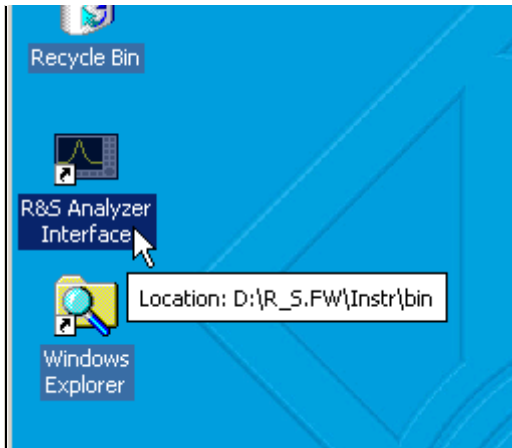 Recycle Bin
R&S Analyzer
Interface
Location: D:\R_S.FW\Instr\bin
Windows
Explorer